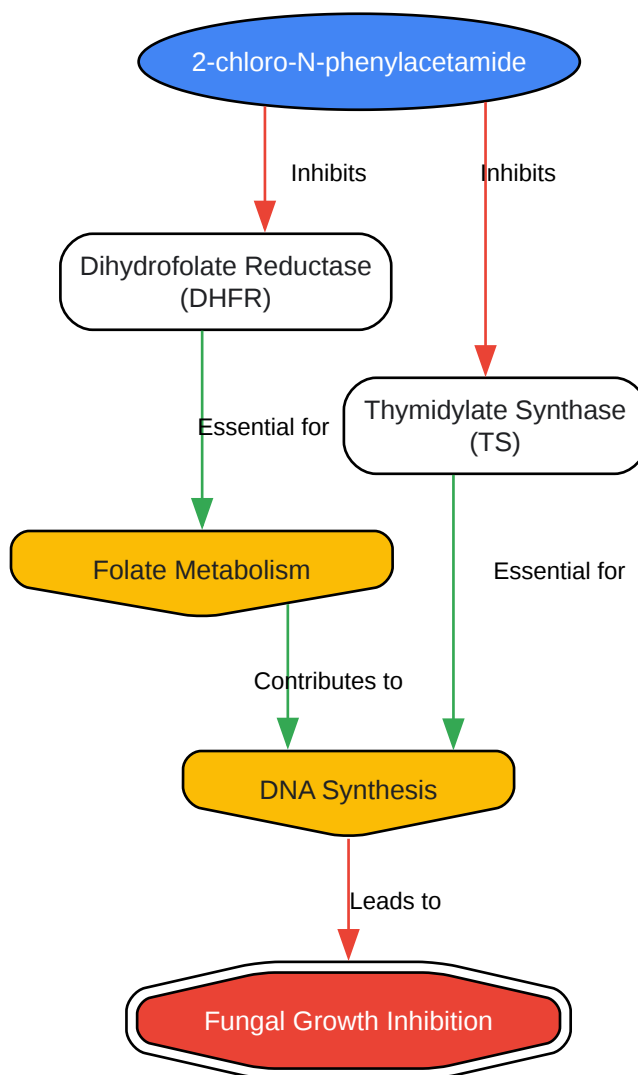 2-chloro-N-phenylacetamide
Inhibits
Inhibits
Dihydrofolate Reductase
(DHFR)
Thymidylate Synthase
(TS)
Essential for
Folate Metabolism
Essential for
Contributes to
DNA Synthesis
Leads to
Fungal Growth Inhibition